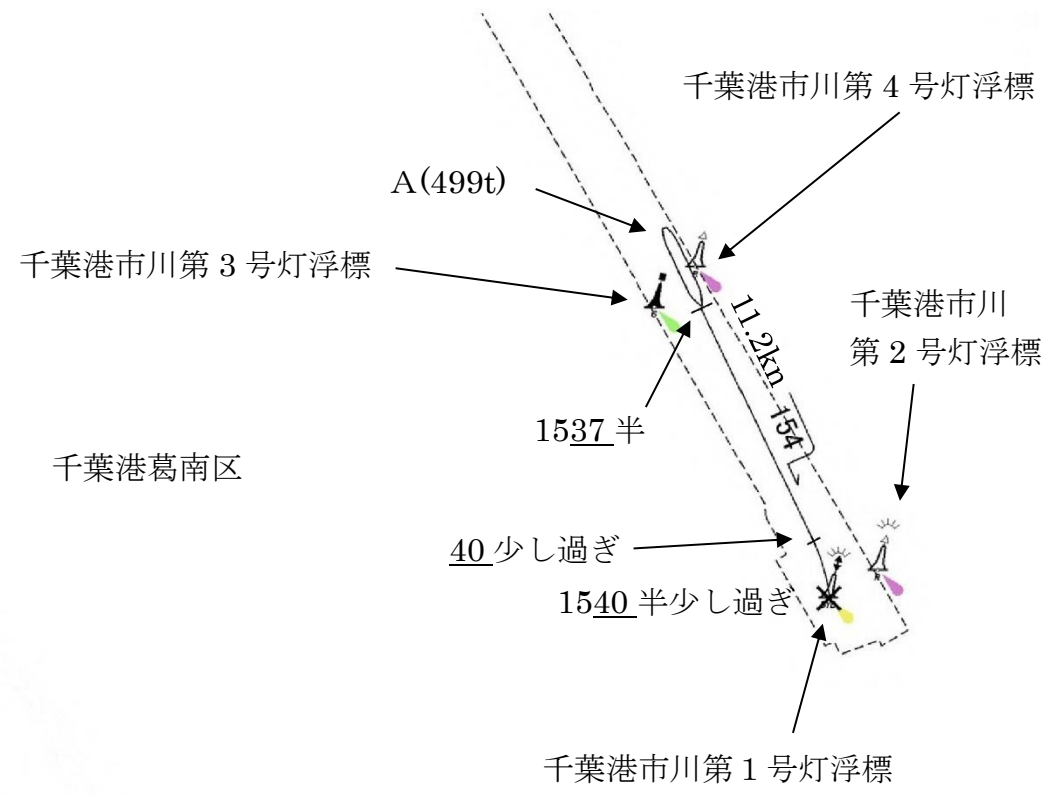 千葉港市川第4号灯浮標
A(499t)
千葉港市川第3号灯浮標
11.2kn
千葉港市川
第2号灯浮標
1537半
154
千葉港葛南区
40少し過ぎ
1540半少し過ぎ
千葉港市川第1号灯浮標